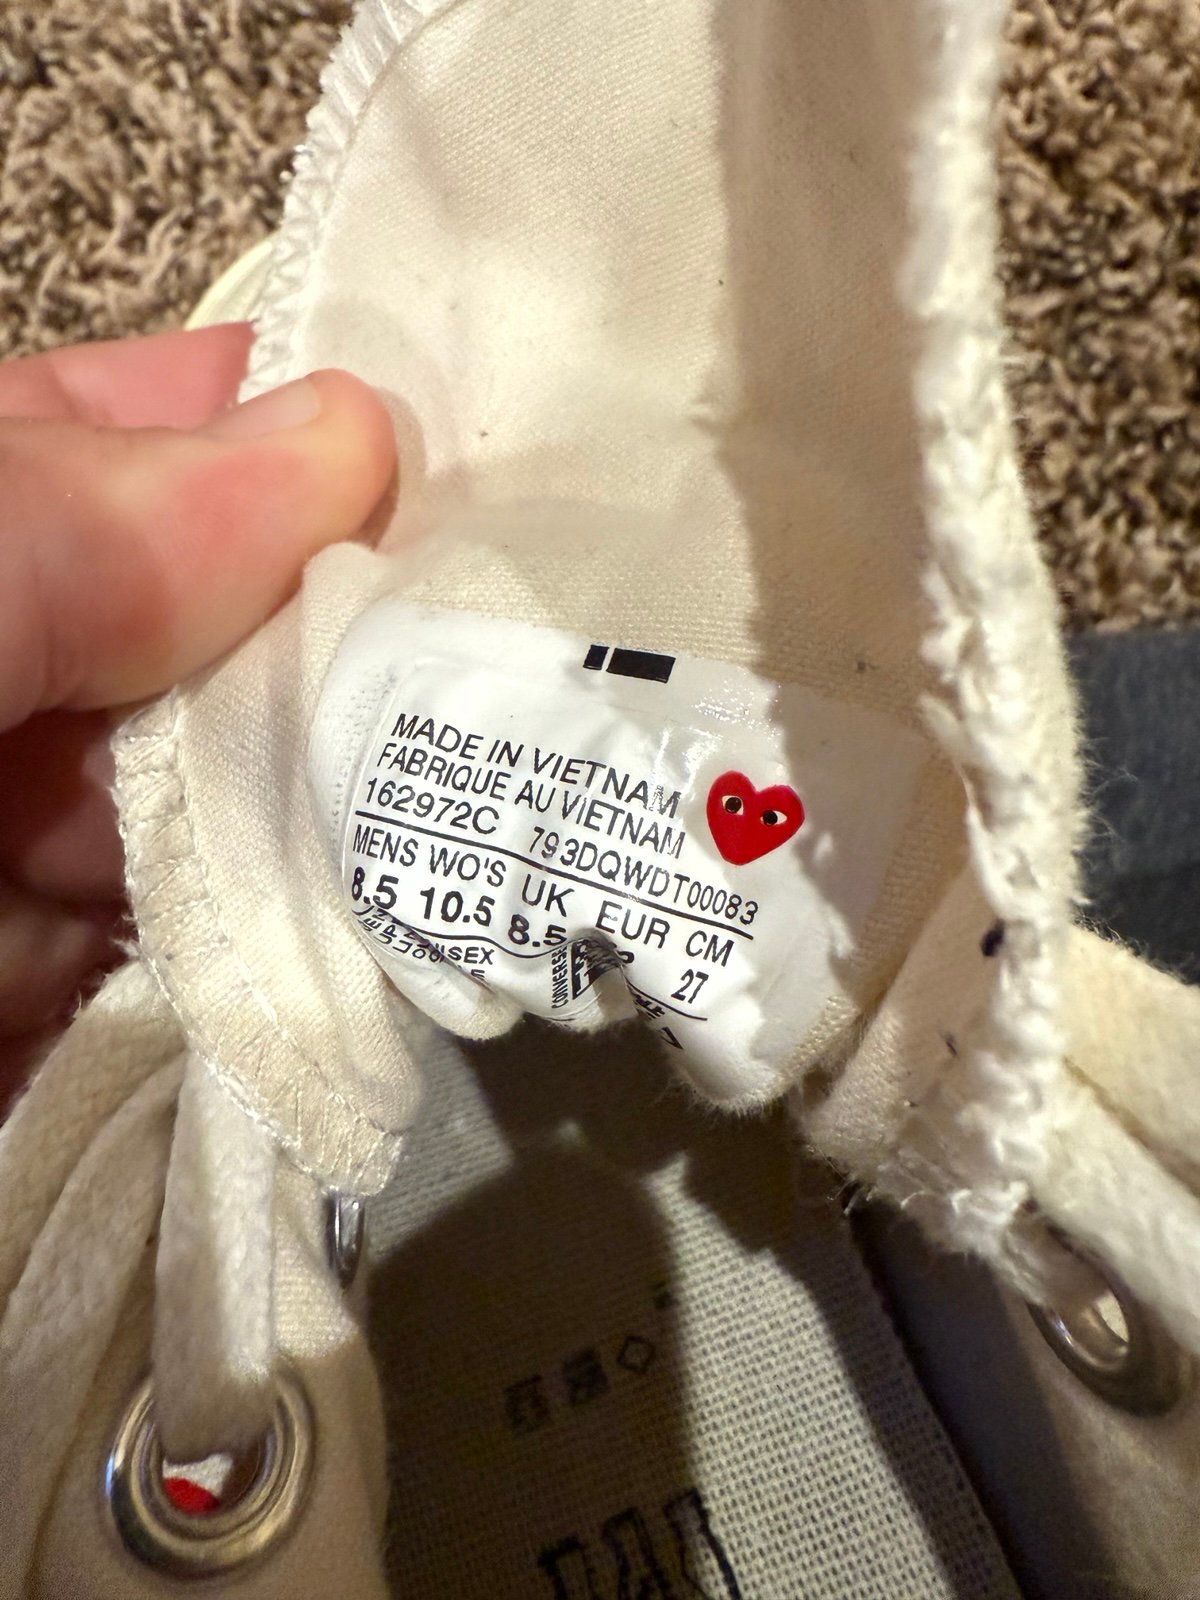 MADE IN VIETNAM
FABRIQUE AU VIETNAM
162972C 793DQWDT00083
MENS WO'S UK EUR CM
8.5 10.5 8.5 27